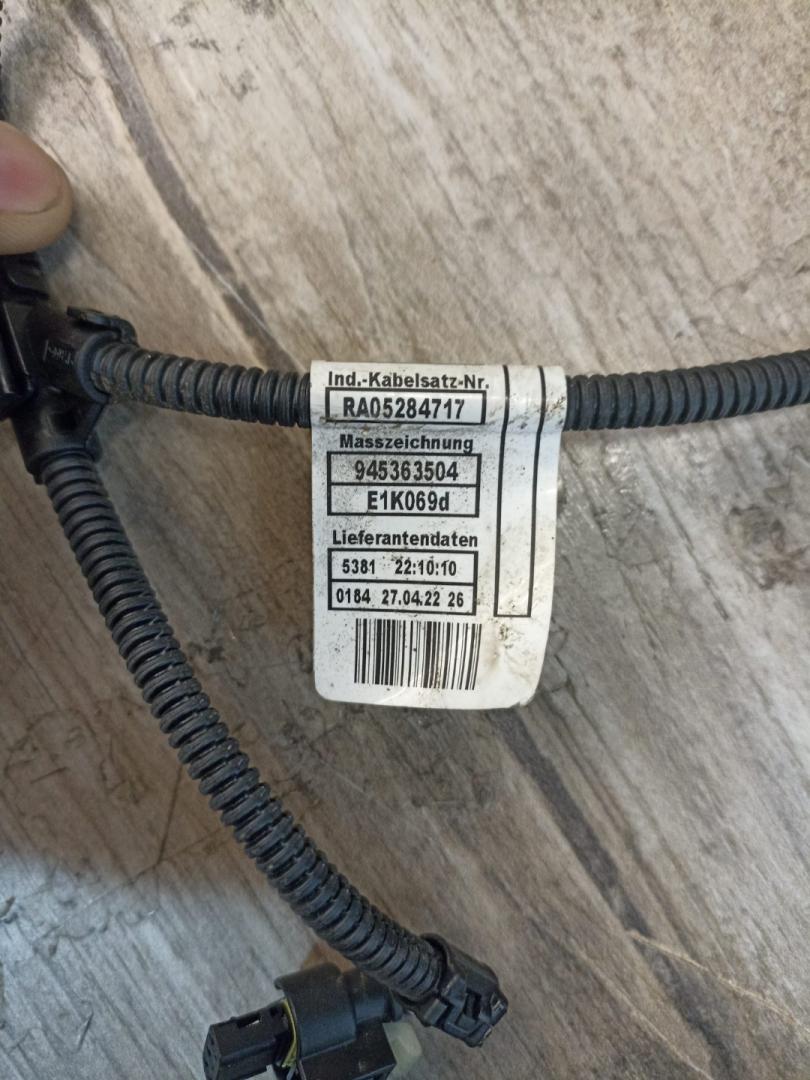 Ind.-Kabelsatz-Nr.
RA05284717
Masszeichnung
945363504
E1K069d
Lieferantendaten
5381 22:10:10
0184 27.04.22 26